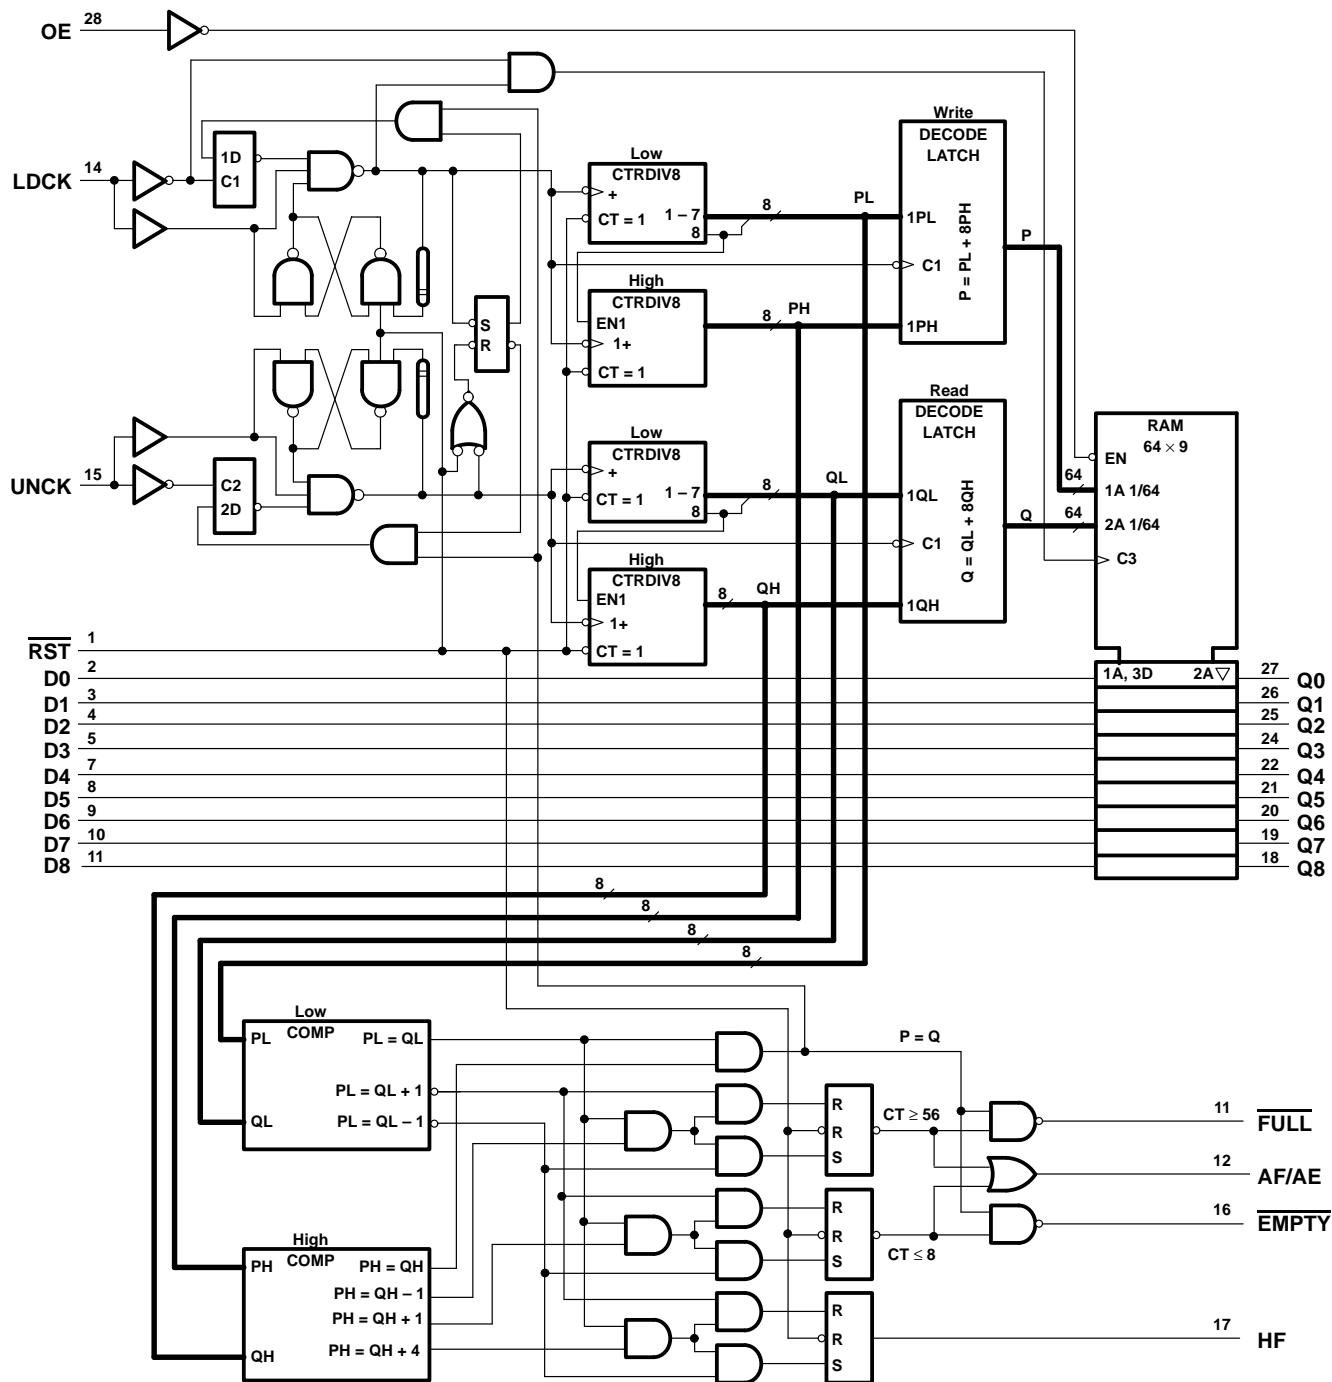 OE 28
LDCK 14
1D
C1
UNCK 15
C2
2D
S
R
Low
CTRDIV8
+
CT = 1
1 – 7
8
8
PL
High
CTRDIV8
EN1
1+
CT = 1
8
PH
Write
DECODE
LATCH
1PL
C1
1PH
P = PL + 8PH
P
Low
CTRDIV8
+
CT = 1
1 – 7
8
8
QL
High
CTRDIV8
EN1
1+
CT = 1
8
QH
Read
DECODE
LATCH
1QL
C1
1QH
Q = QL + 8QH
Q
RAM
64 × 9
EN
64
1A 1/64
64
2A 1/64
C3
1A, 3D 2A ▽
RST 1
D0 2
D1 3
D2 4
D3 5
D4 7
D5 8
D6 9
D7 10
D8 11
27 Q0
26 Q1
25 Q2
24 Q3
22 Q4
21 Q5
20 Q6
19 Q7
18 Q8
8
8
8
8
Low
COMP
PL
QL
PL = QL
PL = QL + 1
PL = QL – 1
High
COMP
PH
QH
PH = QH
PH = QH – 1
PH = QH + 1
PH = QH + 4
P = Q
R
R
S
CT ≥ 56
R
R
S
CT ≤ 8
R
R
S
11 FULL
12 AF/AE
16 EMPTY
17 HF